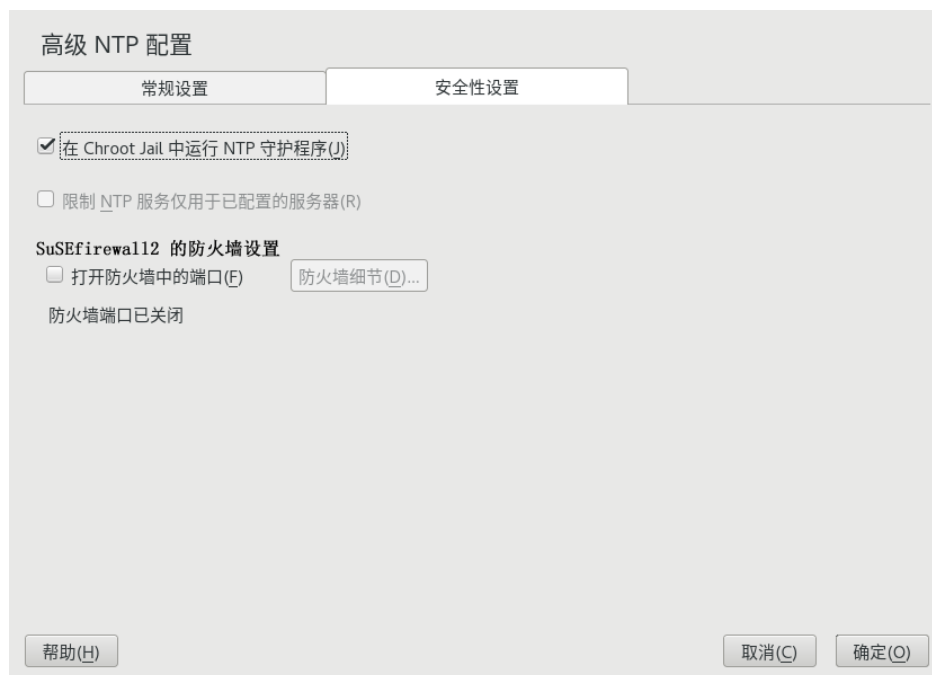 高级 NTP 配置
常规设置 安全性设置
在 Chroot Jail 中运行 NTP 守护程序(J)
限制 NTP 服务仅用于已配置的服务器(R)
SuSEfirewall2 的防火墙设置
打开防火墙中的端口(F) 防火墙细节(D)...
防火墙端口已关闭
帮助(H) 取消(C) 确定(O)